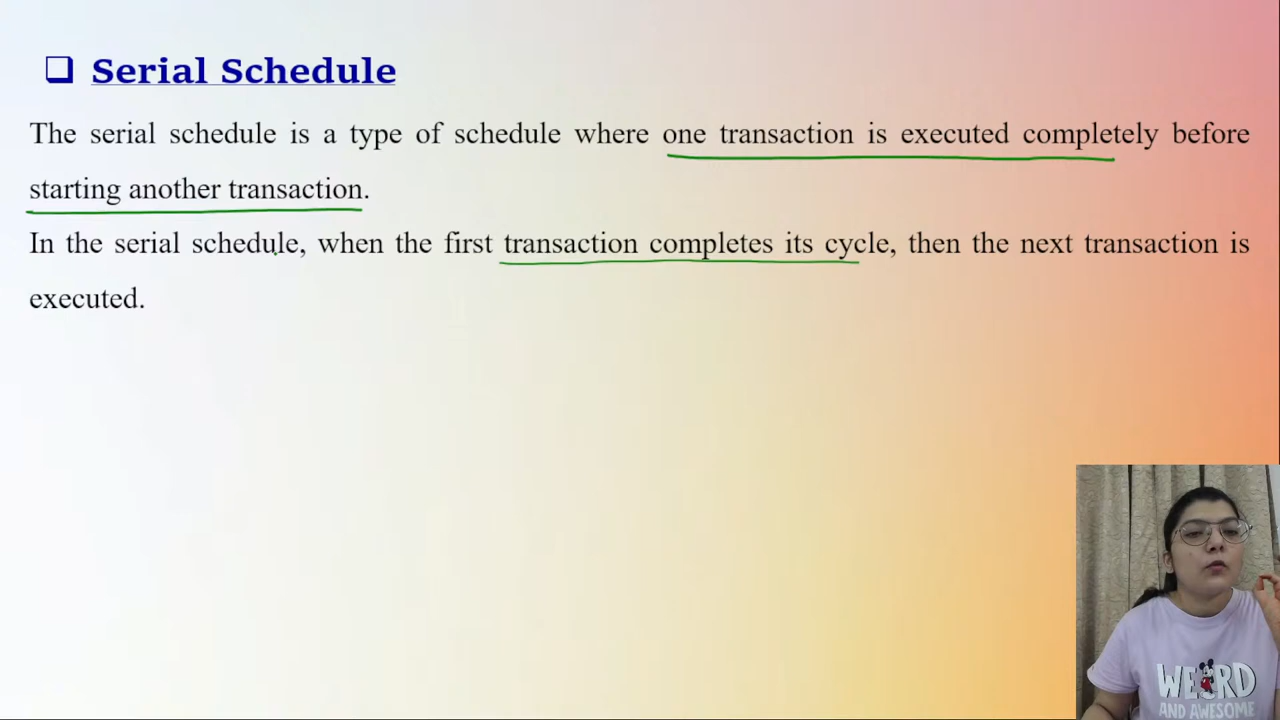 ❑ Serial Schedule
The serial schedule is a type of schedule where one transaction is executed completely before
starting another transaction.
In the serial schedule, when the first transaction completes its cycle, then the next transaction is
executed.
WEIRD
AND AWESOME